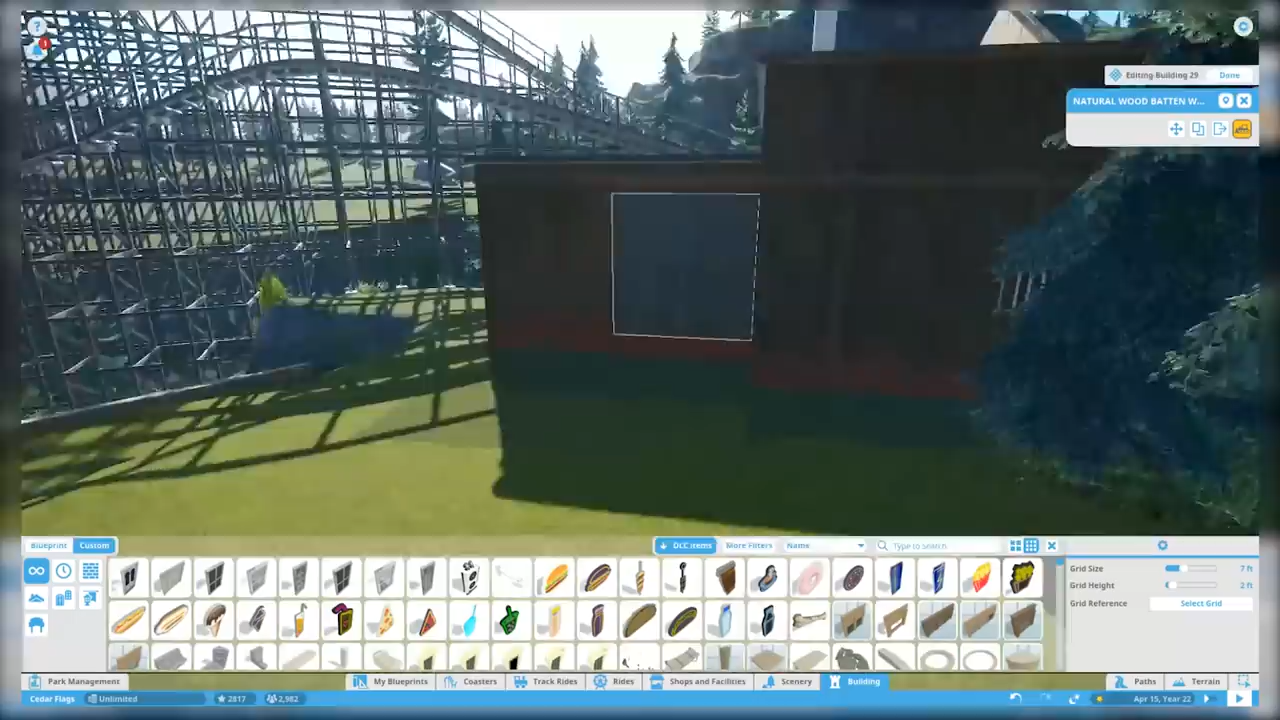 ?
1
Editing Building 29 Done
NATURAL WOOD BATTEN W...
Blueprint Custom DLC Items More Filters Name Type to Search
Grid Size 7 ft
Grid Height 2 ft
Grid Reference Select Grid
Park Management My Blueprints Coasters Track Rides Rides Shops and Facilities Scenery Building Paths Terrain
Cedar Flags Unlimited 2817 2,982 Apr 15, Year 22